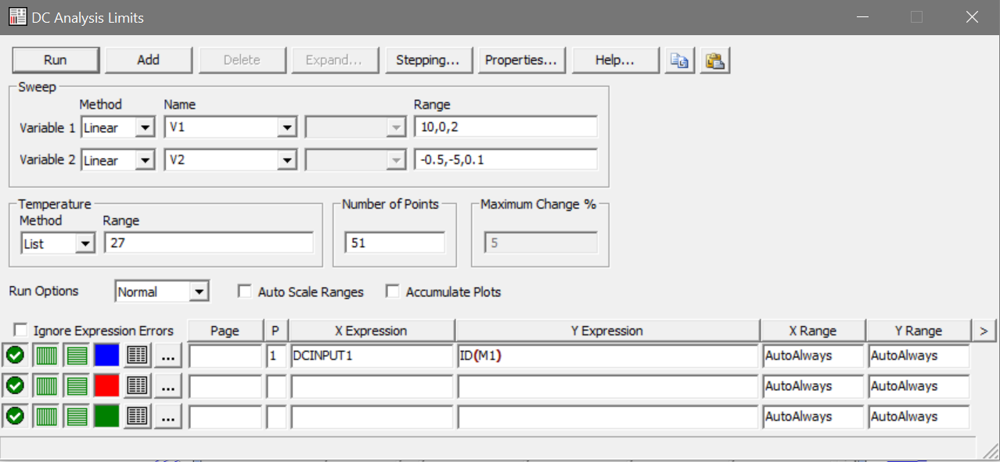 DC Analysis Limits
Run Add Delete Expand... Stepping... Properties... Help...
Sweep
Method Name Range
Variable 1 Linear V1 10,0,2
Variable 2 Linear V2 -0.5,-5,0.1
Temperature Number of Points Maximum Change %
Method Range
List 27 51 5
Run Options Normal Auto Scale Ranges Accumulate Plots
Ignore Expression Errors Page P X Expression Y Expression X Range Y Range >
... 1 DCINPUT1 ID(M1) AutoAlways AutoAlways
... AutoAlways AutoAlways
... AutoAlways AutoAlways